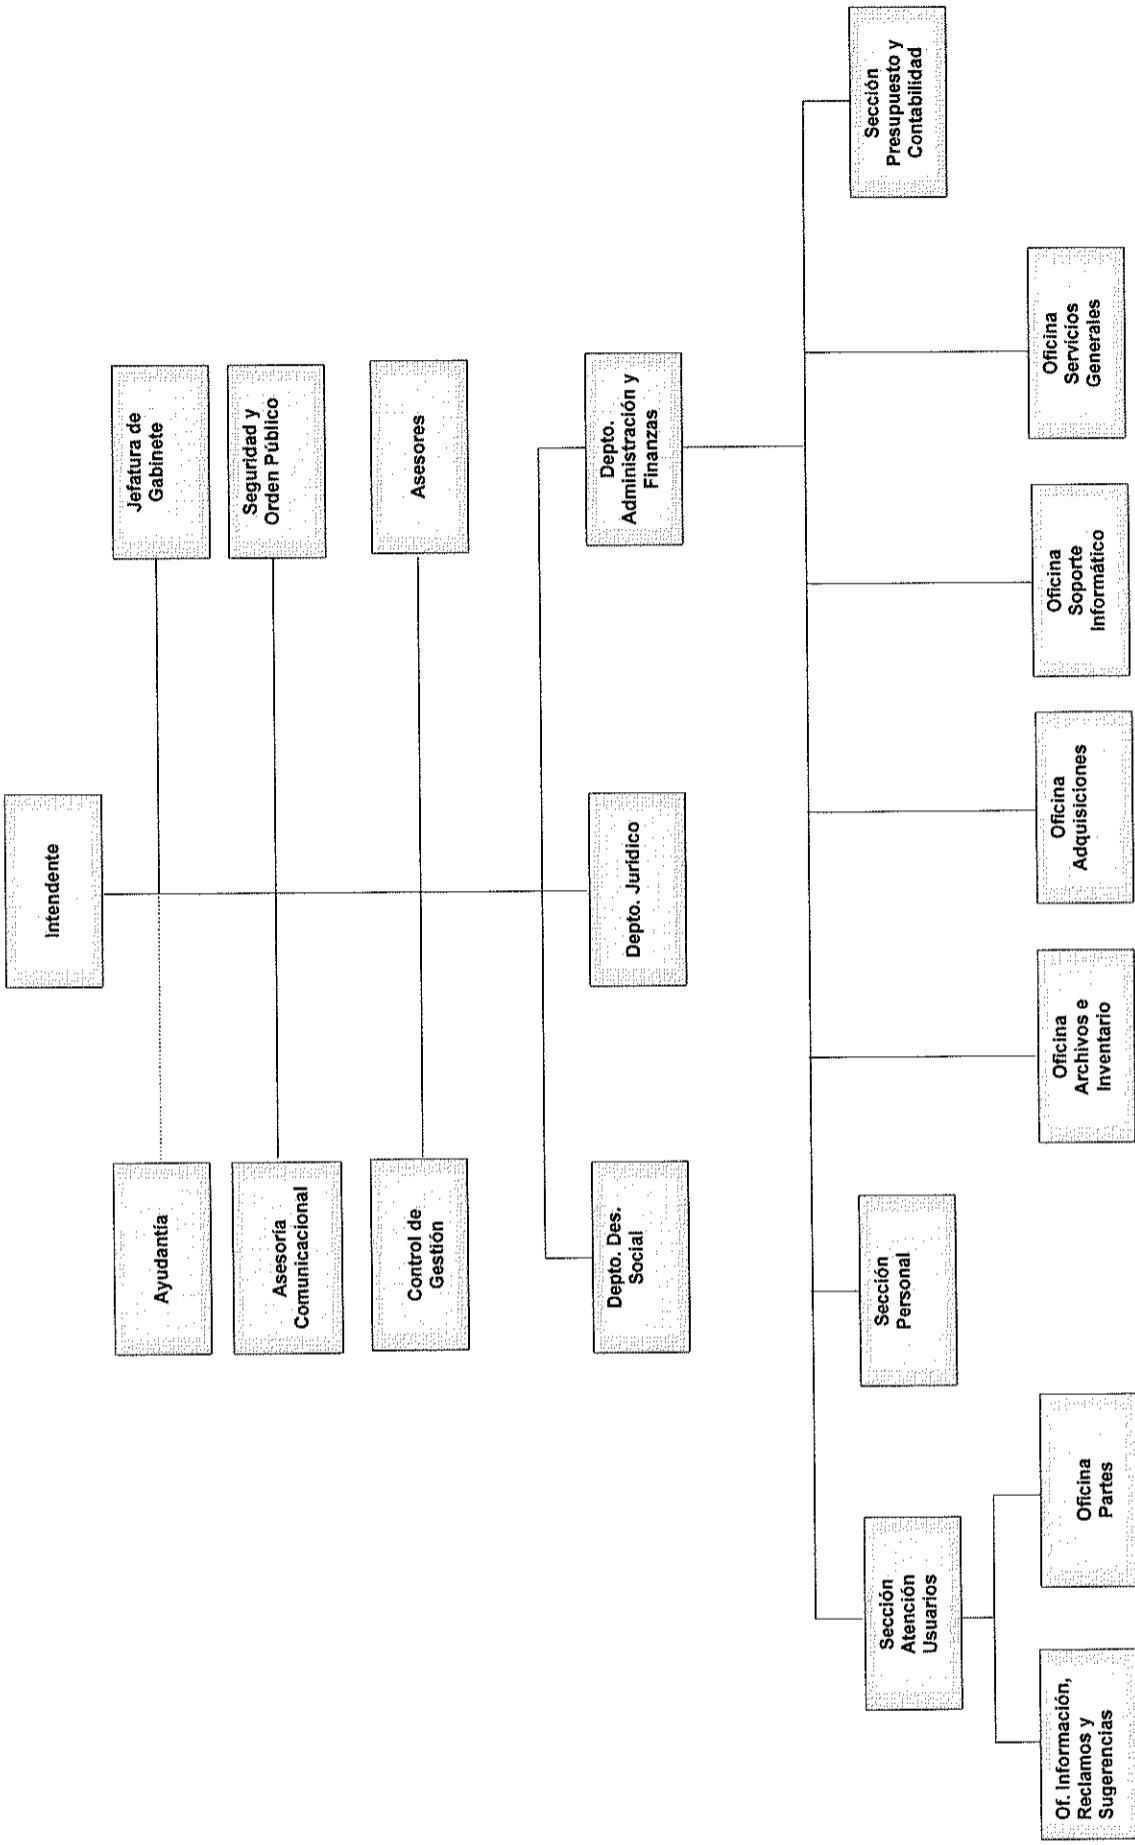 Intendente
Ayudantía
Jefatura de
Gabinete
Asesoría
Comunicacional
Seguridad y
Orden Público
Control de
Gestión
Asesores
Depto. Des.
Social
Depto. Jurídico
Depto.
Administración y
Finanzas
Sección
Atención
Usuarios
Sección
Personal
Sección
Presupuesto y
Contabilidad
Of. Información,
Reclamos y
Sugerencias
Oficina
Partes
Oficina
Archivos e
Inventario
Oficina
Adquisiciones
Oficina
Soporte
Informático
Oficina
Servicios
Generales